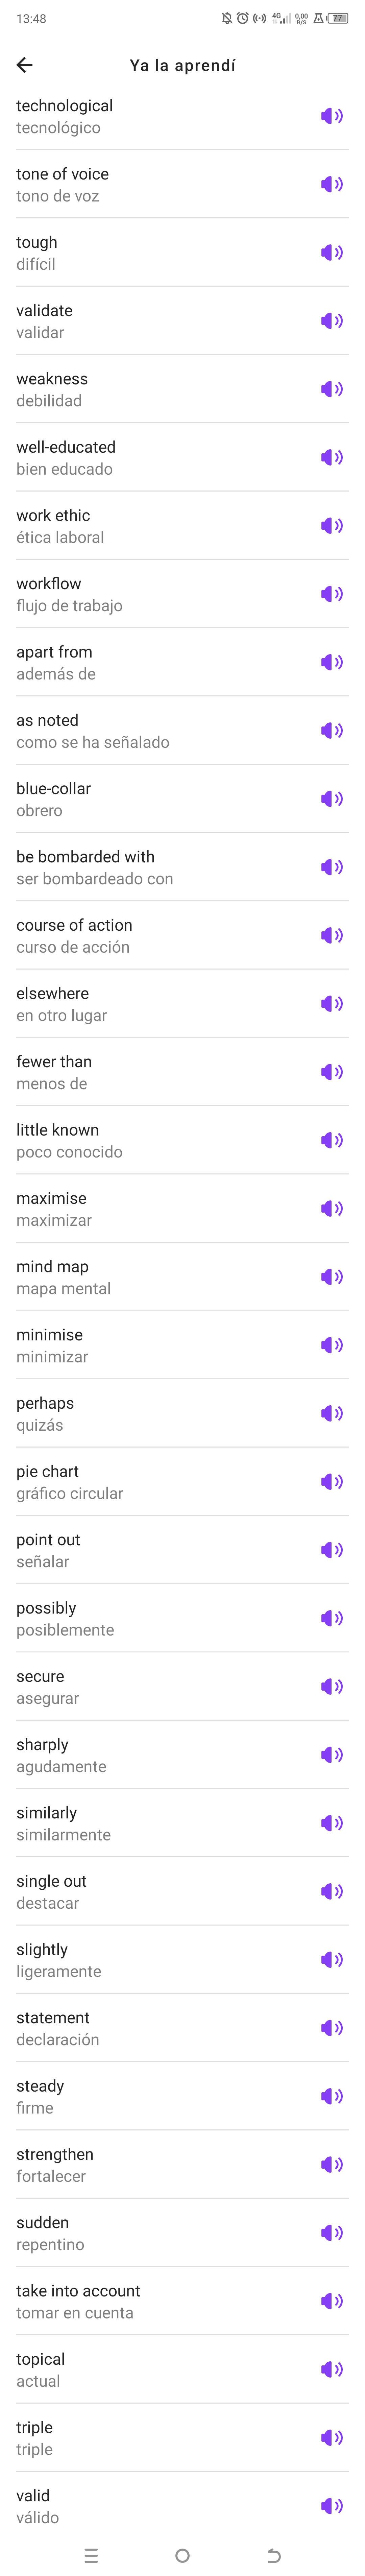 13:48
4G
0,00
B/S
77
Ya la aprendí
technological
tecnológico
tone of voice
tono de voz
tough
difícil
validate
validar
weakness
debilidad
well-educated
bien educado
work ethic
ética laboral
workflow
flujo de trabajo
apart from
además de
as noted
como se ha señalado
blue-collar
obrero
be bombarded with
ser bombardeado con
course of action
curso de acción
elsewhere
en otro lugar
fewer than
menos de
little known
poco conocido
maximise
maximizar
mind map
mapa mental
minimise
minimizar
perhaps
quizás
pie chart
gráfico circular
point out
señalar
possibly
posiblemente
secure
asegurar
sharply
agudamente
similarly
similarmente
single out
destacar
slightly
ligeramente
statement
declaración
steady
firme
strengthen
fortalecer
sudden
repentino
take into account
tomar en cuenta
topical
actual
triple
triple
valid
válido